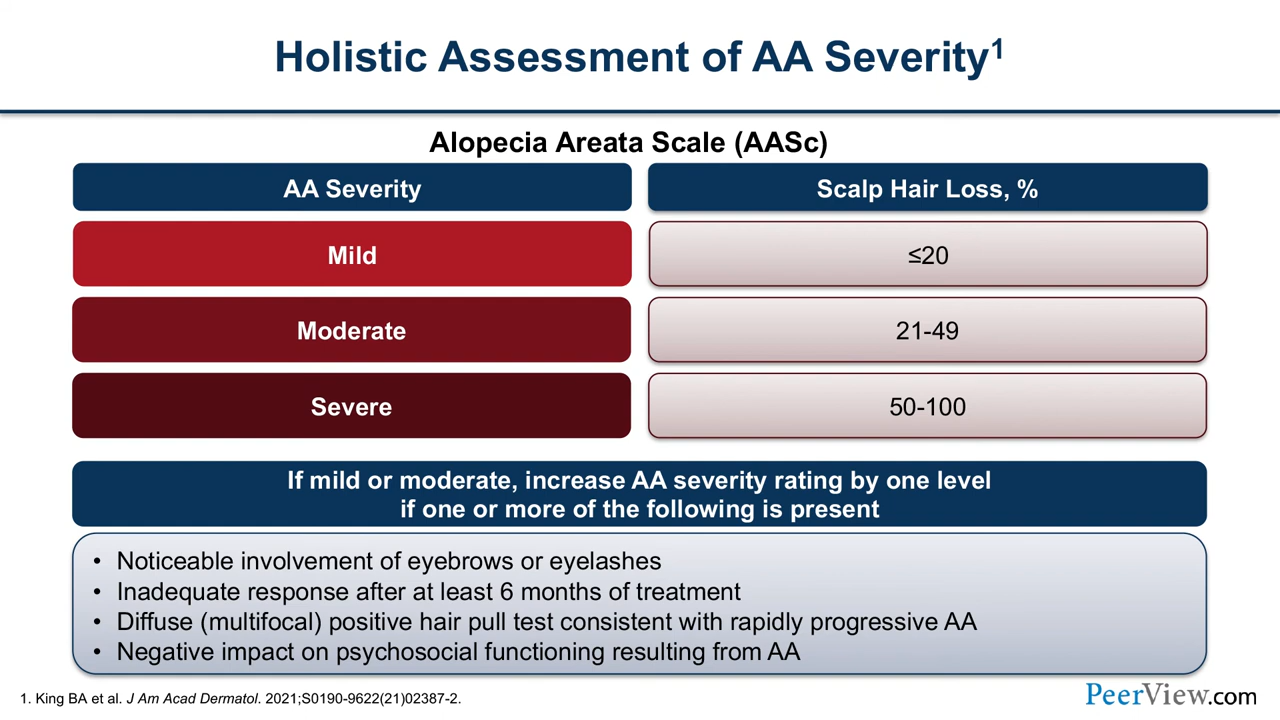 Holistic Assessment of AA Severity1
Alopecia Areata Scale (AASc)
AA Severity
Scalp Hair Loss, %
Mild
≤20
Moderate
21-49
Severe
50-100
If mild or moderate, increase AA severity rating by one level
if one or more of the following is present
• Noticeable involvement of eyebrows or eyelashes
• Inadequate response after at least 6 months of treatment
• Diffuse (multifocal) positive hair pull test consistent with rapidly progressive AA
• Negative impact on psychosocial functioning resulting from AA
1. King BA et al. J Am Acad Dermatol. 2021;S0190-9622(21)02387-2.
PeerView.com